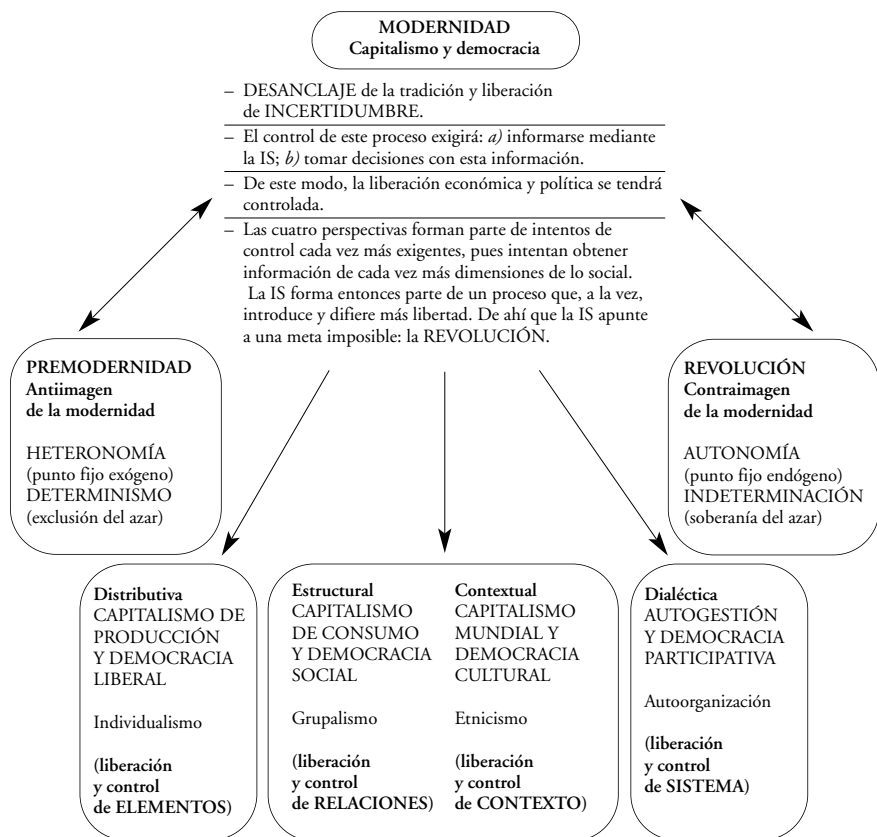 MODERNIDAD
Capitalismo y democracia
– DESANCLAJE de la tradición y liberación
de INCERTIDUMBRE.
– El control de este proceso exigirá: a) informarse mediante
la IS; b) tomar decisiones con esta información.
– De este modo, la liberación económica y política se tendrá
controlada.
– Las cuatro perspectivas forman parte de intentos de
control cada vez más exigentes, pues intentan obtener
información de cada vez más dimensiones de lo social.
La IS forma entonces parte de un proceso que, a la vez,
introduce y difiere más libertad. De ahí que la IS apunte
a una meta imposible: la REVOLUCIÓN.
PREMODERNIDAD
Antiimagen
de la modernidad
HETERONOMÍA
(punto fijo exógeno)
DETERMINISMO
(exclusión del azar)
REVOLUCIÓN
Contraimagen
de la modernidad
AUTONOMÍA
(punto fijo endógeno)
INDETERMINACIÓN
(soberanía del azar)
Distributiva
CAPITALISMO DE
PRODUCCIÓN
Y DEMOCRACIA
LIBERAL
Individualismo
(liberación
y control
de ELEMENTOS)
Estructural
CAPITALISMO
DE CONSUMO
Y DEMOCRACIA
SOCIAL
Grupalismo
(liberación
y control
de RELACIONES)
Contextual
CAPITALISMO
MUNDIAL Y
DEMOCRACIA
CULTURAL
Etnicismo
(liberación
y control
de CONTEXTO)
Dialéctica
AUTOGESTIÓN
Y DEMOCRACIA
PARTICIPATIVA
Autoorganización
(liberación
y control
de SISTEMA)